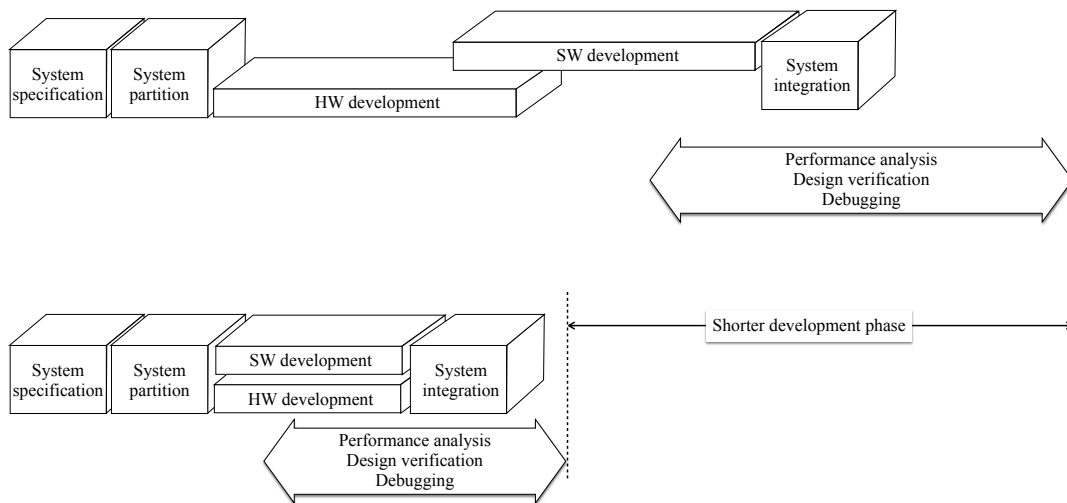 SW development
System
specification
System
partition
System
integration
HW development
Performance analysis
Design verification
Debugging
Shorter development phase
System
specification
System
partition
SW development
HW development
System
integration
Performance analysis
Design verification
Debugging